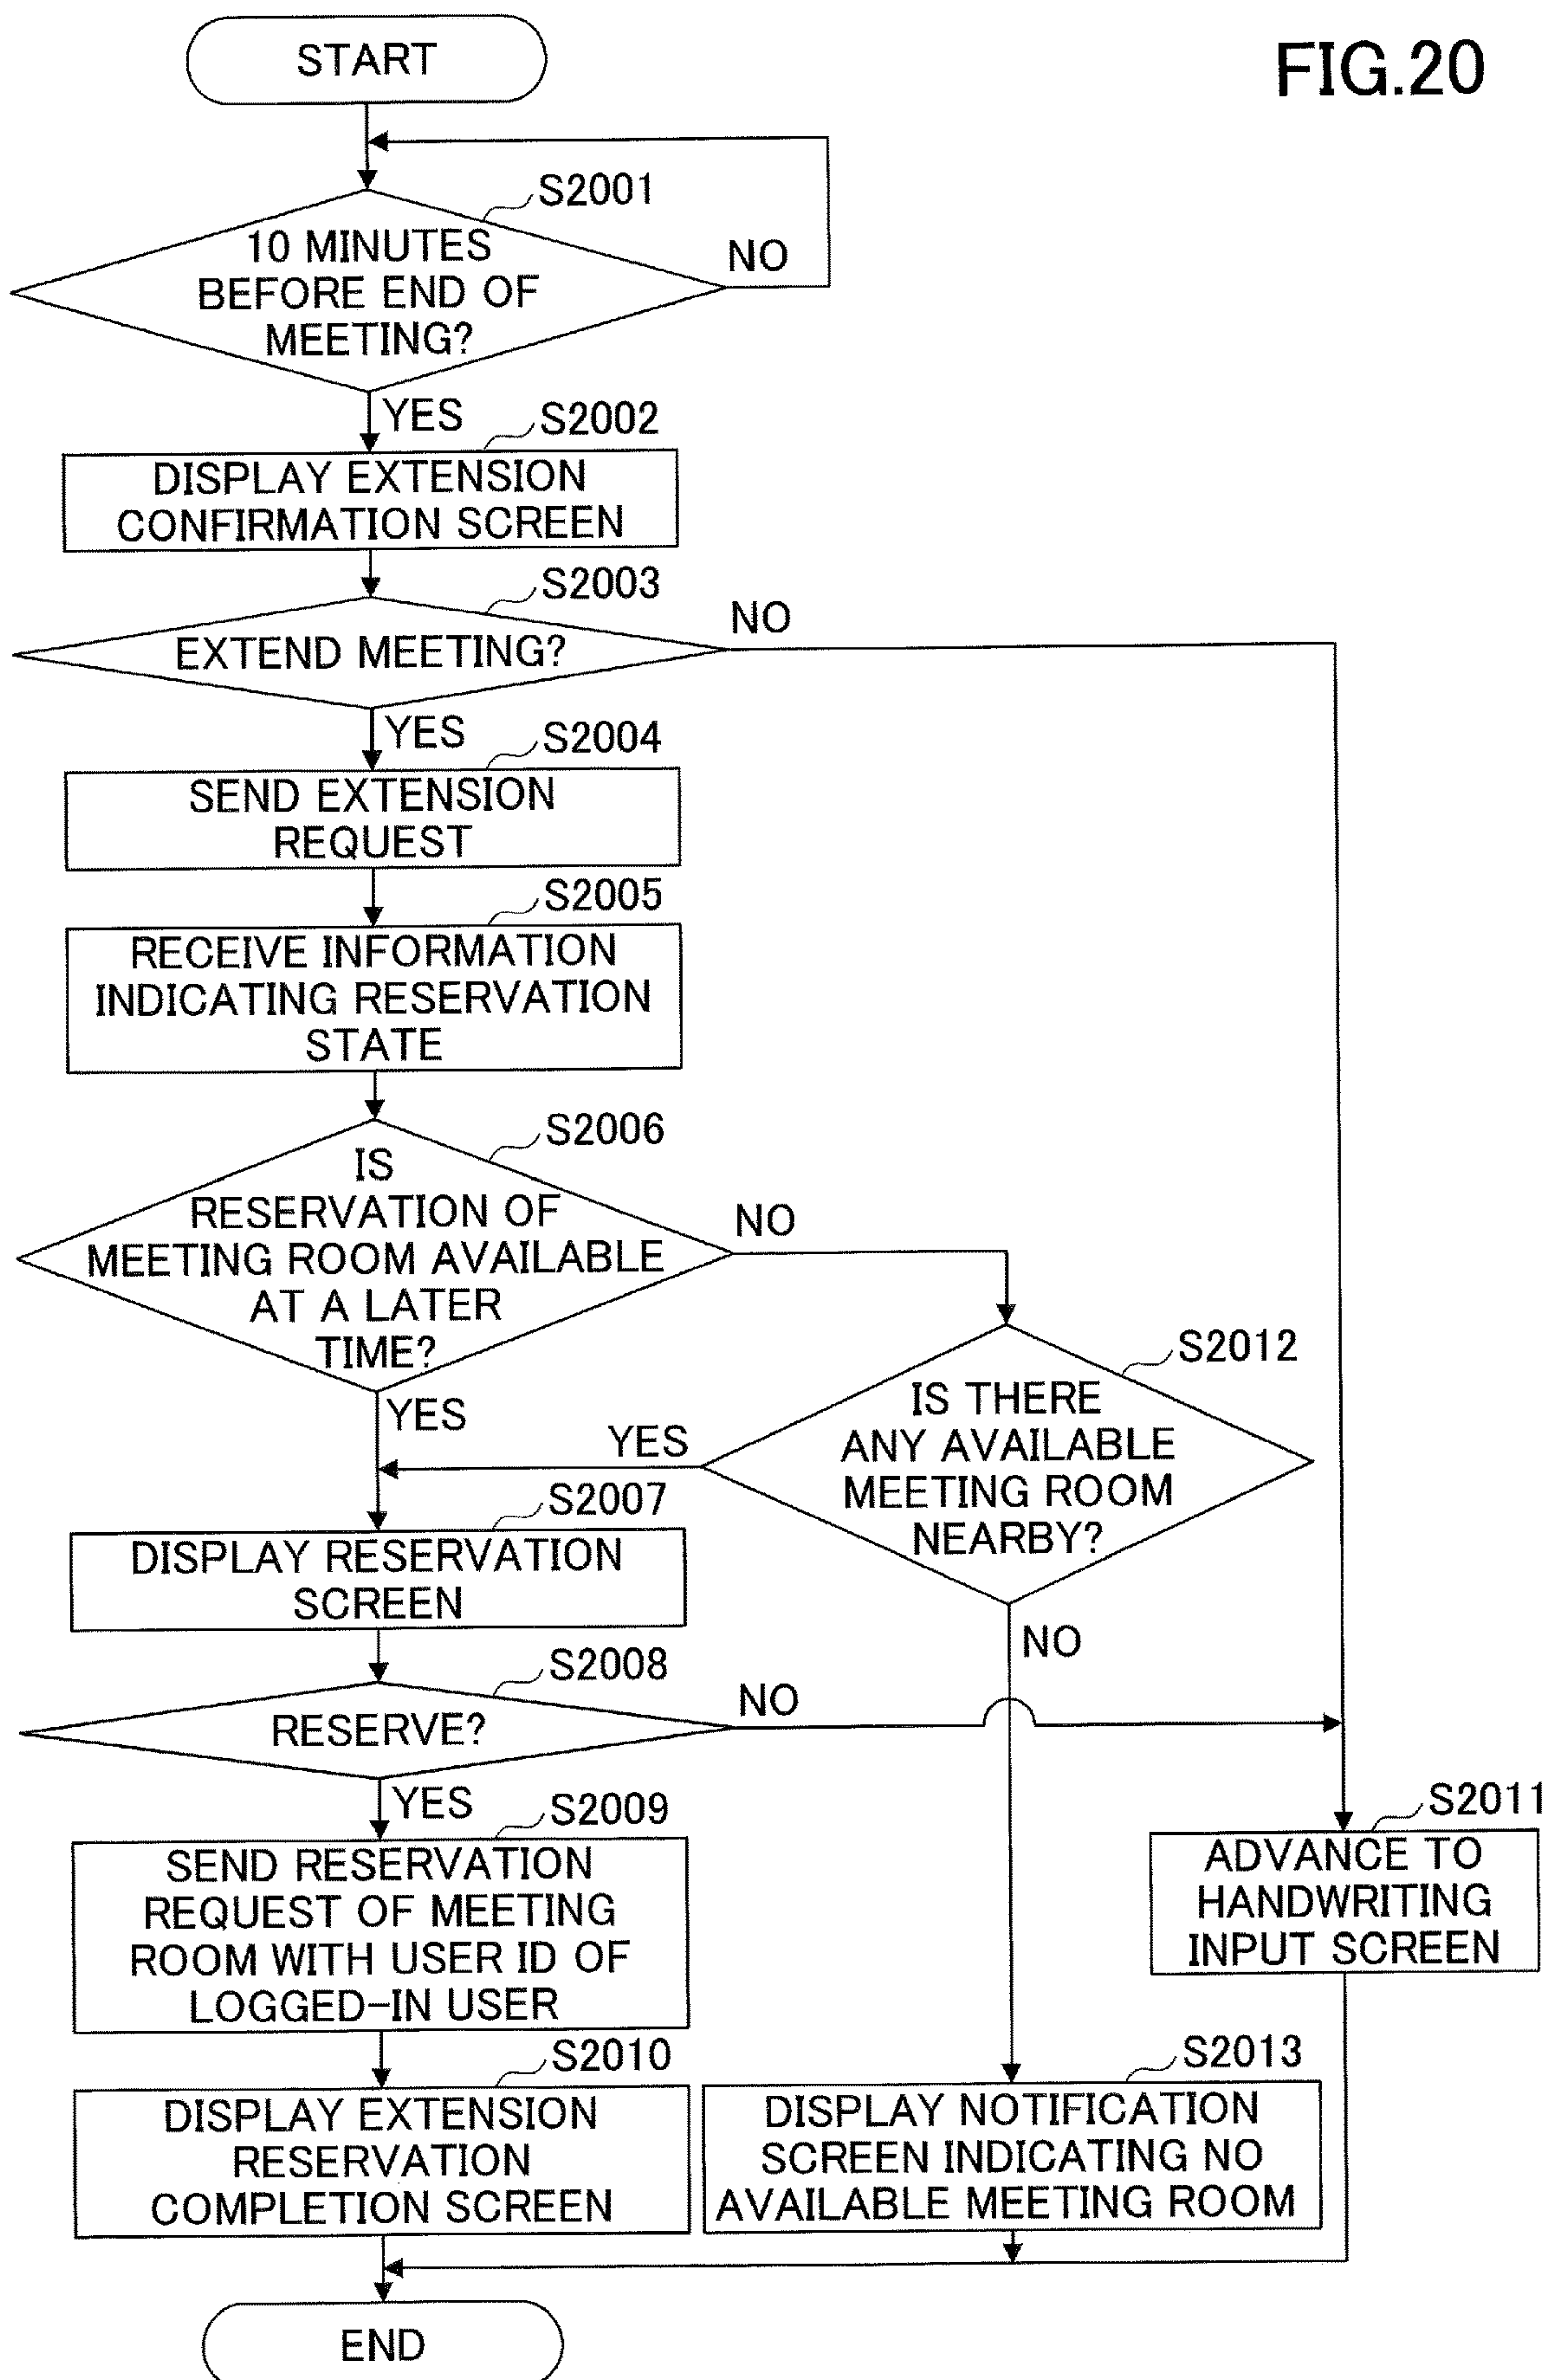 START
FIG.20
S2001
10 MINUTES
BEFORE END OF
MEETING?
NO
YES
S2002
DISPLAY EXTENSION
CONFIRMATION SCREEN
S2003
EXTEND MEETING?
NO
YES
S2004
SEND EXTENSION
REQUEST
S2005
RECEIVE INFORMATION
INDICATING RESERVATION
STATE
S2006
IS
RESERVATION OF
MEETING ROOM AVAILABLE
AT A LATER
TIME?
NO
YES
S2012
IS THERE
ANY AVAILABLE
MEETING ROOM
NEARBY?
YES
NO
S2007
DISPLAY RESERVATION
SCREEN
S2008
RESERVE?
NO
YES
S2009
SEND RESERVATION
REQUEST OF MEETING
ROOM WITH USER ID OF
LOGGED-IN USER
S2011
ADVANCE TO
HANDWRITING
INPUT SCREEN
S2010
DISPLAY EXTENSION
RESERVATION
COMPLETION SCREEN
S2013
DISPLAY NOTIFICATION
SCREEN INDICATING NO
AVAILABLE MEETING ROOM
END